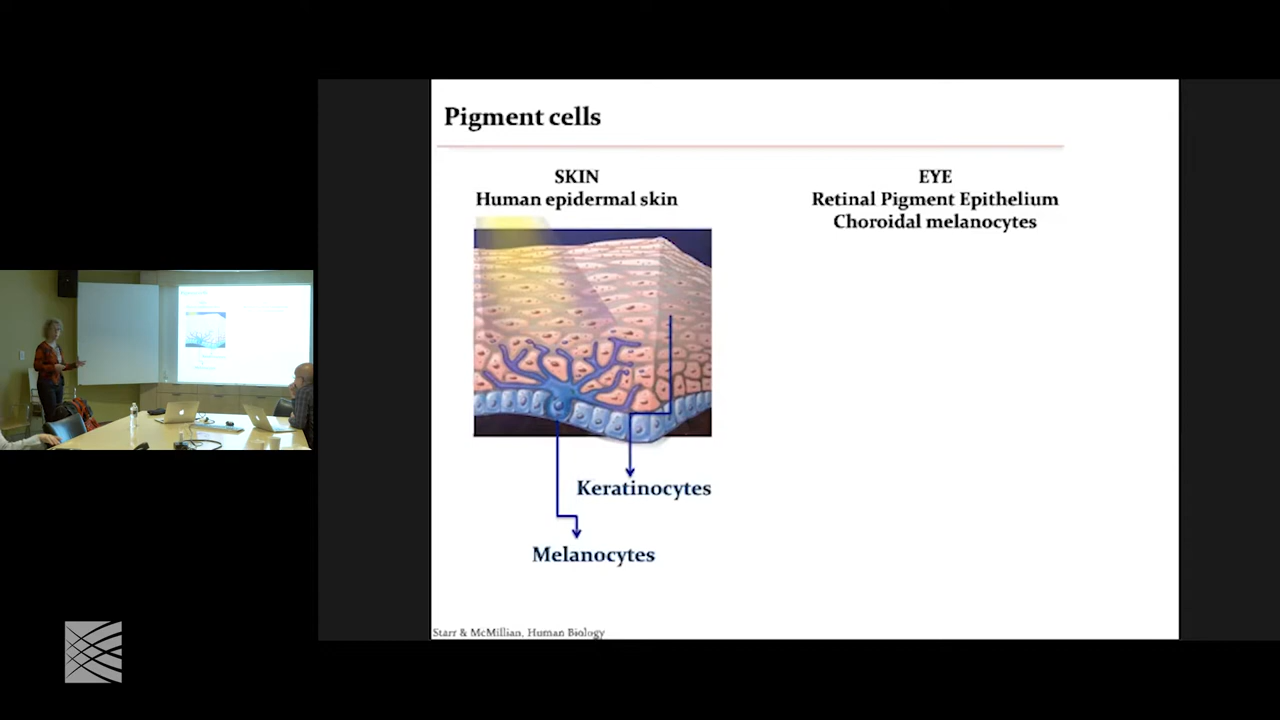 Pigment cells
SKIN
Human epidermal skin
EYE
Retinal Pigment Epithelium
Choroidal melanocytes
Keratinocytes
Melanocytes
Starr & McMillian, Human Biology